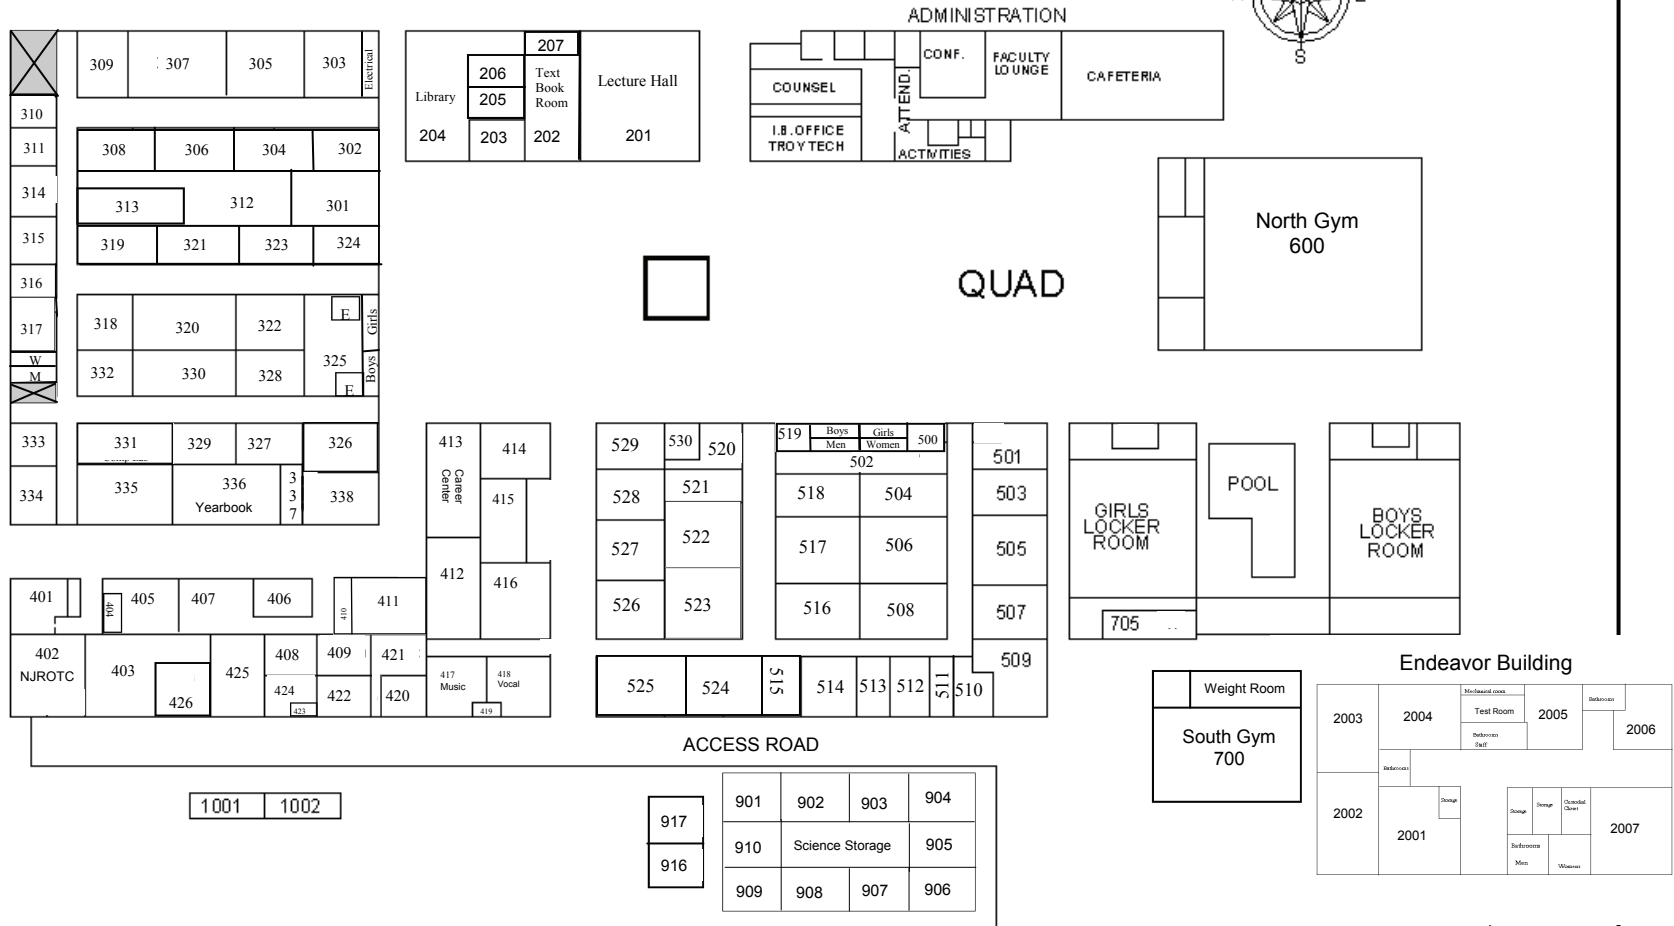 ADMINISTRATION
S
309
307
305
303
Electrical
310
311
308
306
304
302
314
313
312
301
315
319
321
323
324
316
317
318
320
322
E
Girls
W
M
332
330
328
325
E
Boys
333
331
329
327
326
334
335
336
Yearbook
337
338
207
206
205
Text
Book
Room
Library
204
203
202
Lecture Hall
201
CONF.
FACULTY
LOUNGE
CAFETERIA
COUNSEL
ATTEND.
I.B. OFFICE
TROY TECH
ACTIVITIES
QUAD
North Gym
600
413
Career
Center
414
415
412
416
401
404
405
407
406
410
411
402
NJROTC
403
426
425
408
424
423
409
422
421
420
417
Music
418
Vocal
419
529
530
520
528
521
527
522
526
523
519
Boys
Girls
Men
Women
500
502
518
504
517
506
516
508
501
503
505
507
509
525
524
515
514
513
512
511
510
GIRLS
LOCKER
ROOM
POOL
BOYS
LOCKER
ROOM
705
Weight Room
South Gym
700
ACCESS ROAD
1001
1002
917
916
901
902
903
904
910
Science Storage
905
909
908
907
906
Endeavor Building
2003
2004
Mechanical room
Test Room
Bathrooms
Staff
2005
Bathrooms
2006
Bathrooms
2002
2001
Storage
Storage
Storage
Custodial
Closet
Bathrooms
Men
Women
2007